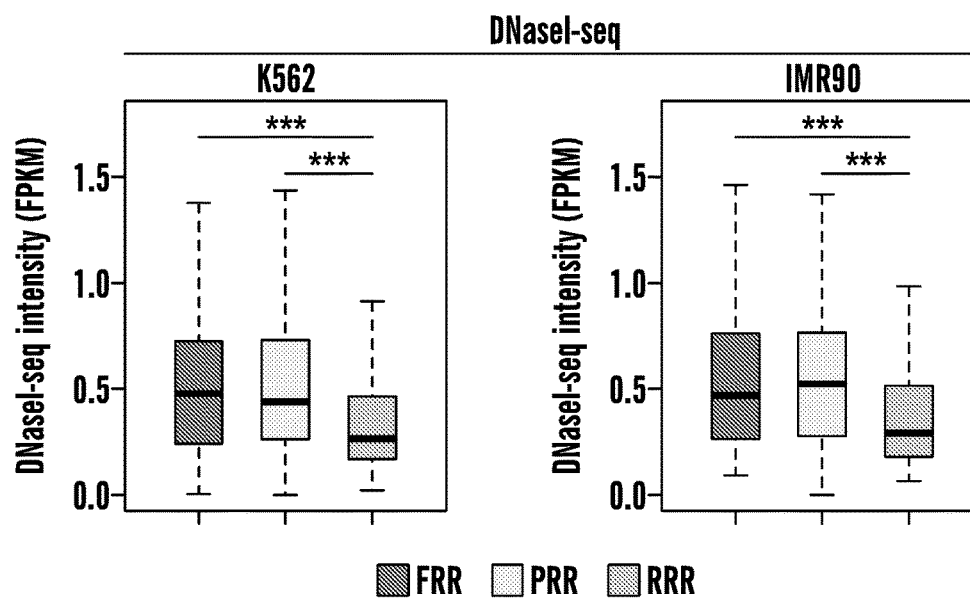 DNaseI-seq
K562
IMR90
DNaseI-seq intensity (FPKM)
1.5
1.0
0.5
0.0
***
***
DNaseI-seq intensity (FPKM)
1.5
1.0
0.5
0.0
***
***
FRR PRR RRR